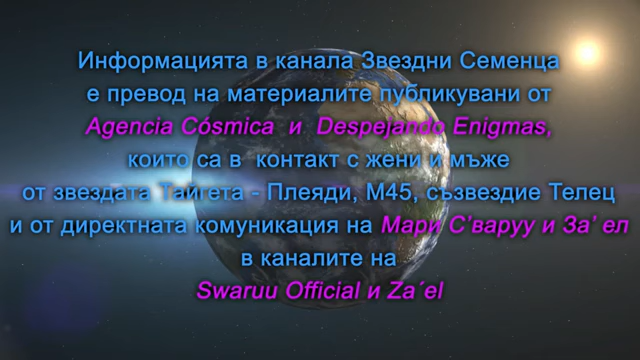 Информацията в канала Звездни Семенца
е превод на материалите публикувани от
Agencia Cósmica и Despejando Enigmas,
които са в контакт с жени и мъже
от звездата Тайгета - Плеяди, М45, съзвездие Телец
и от директната комуникация на Мари С’варуу и За’ ел
в каналите на
Swaruu Official и Za´el